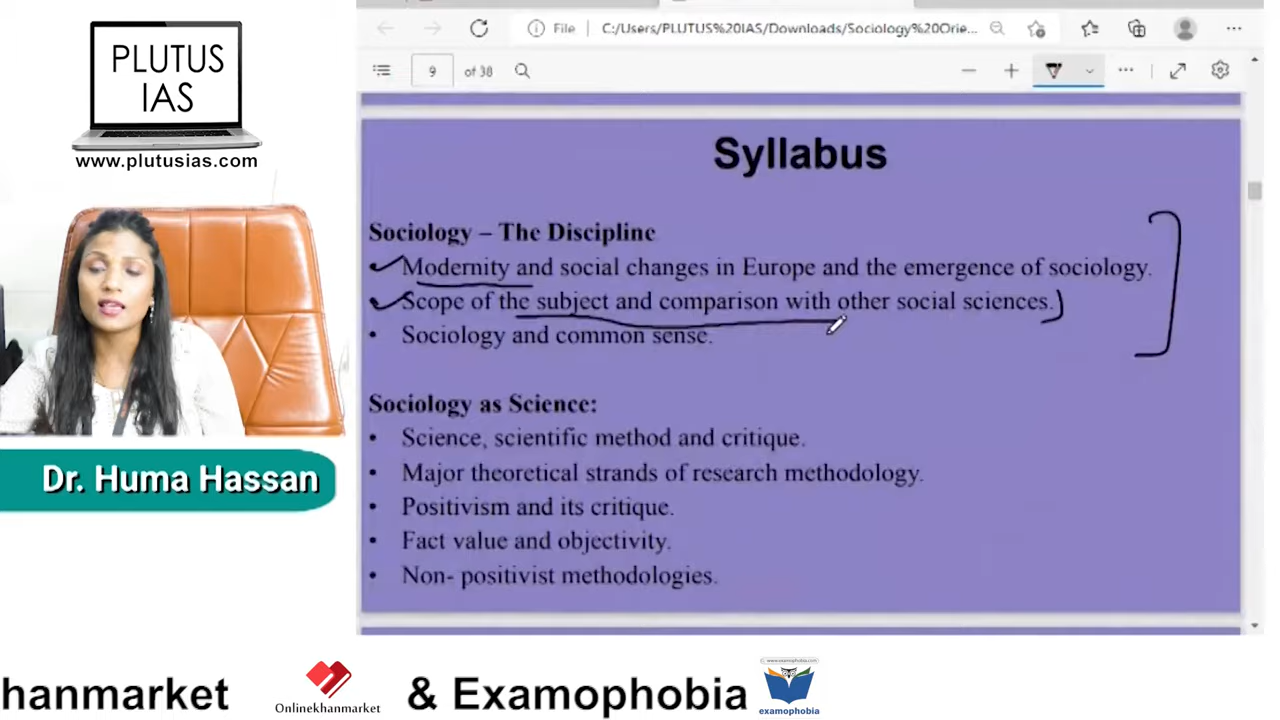 PLUTUS
IAS
www.plutusias.com
File
C:/Users/PLUTUS%20IAS/Downloads/Sociology%20Orie...
9
of 38
Syllabus
Sociology – The Discipline
Modernity and social changes in Europe and the emergence of sociology.
Scope of the subject and comparison with other social sciences.
• Sociology and common sense.
Sociology as Science:
• Science, scientific method and critique.
• Major theoretical strands of research methodology.
• Positivism and its critique.
• Fact value and objectivity.
• Non- positivist methodologies.
Dr. Huma Hassan
hanmarket
Onlinekhanmarket
& Examophobia
www.examophobia.com
examophobia